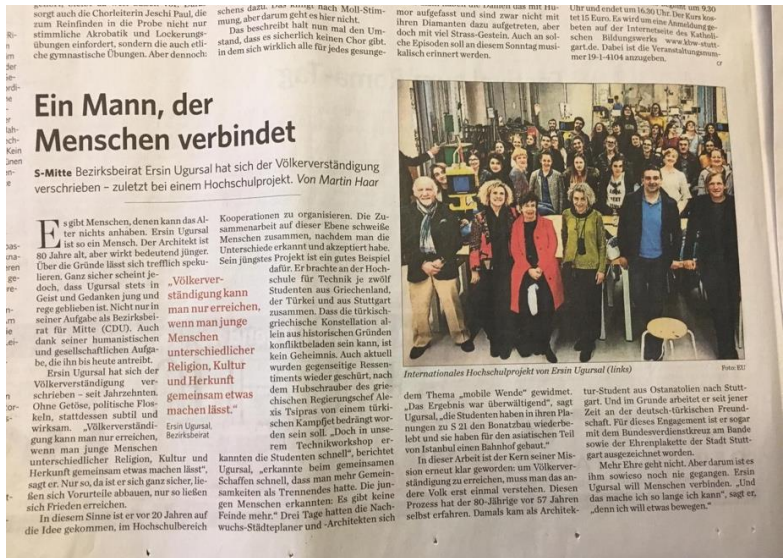 sorgt auch die Chorleiterin Jeschi Paul, die
zum Reinfinden in die Probe nicht nur
stimmliche Akrobatik und Lockerungs-
übungen einfordert, sondern die auch etli-
che gymnastische Übungen. Aber dennoch:
nach Moll-Stim-
mung, aber darum geht es hier nicht.
Das beschreibt halt nun mal den Um-
stand, dass es sicherlich keinen Chor gibt,
in dem sich wirklich alle für jedes gesunge-
mor aufgefasst und sind zwar nicht mit
ihren Diamanten dazu aufgetreten, aber
doch mit viel Strass-Gestein. Auch an sol-
che Episoden soll an diesem Sonntag musi-
kalisch erinnert werden.
Uhr und endet um 16.30 Uhr. Der Kurs kos-
tet 15 Euro. Es wird um eine Anmeldung ge-
beten auf der Internetseite des Katholi-
schen Bildungswerks www.kbw-stutt-
gart.de. Dabei ist die Veranstaltungsnum-
mer 19-1-4104 anzugeben.
Ein Mann, der
Menschen verbindet
S-Mitte Bezirksbeirat Ersin Ugursal hat sich der Völkerverständigung
verschrieben – zuletzt bei einem Hochschulprojekt. Von Martin Haar
Es gibt Menschen, denen kann das Al-
ter nichts anhaben. Ersin Ugursal
ist so ein Mensch. Der Architekt ist
80 Jahre alt, aber wirkt bedeutend jünger.
Über die Gründe lässt sich trefflich speku-
lieren. Ganz sicher scheint je-
doch, dass Ugursal stets in
Geist und Gedanken jung und
rege geblieben ist. Nicht nur in
seiner Aufgabe als Bezirksbei-
rat für Mitte (CDU). Auch
dank seiner humanistischen
und gesellschaftlichen Aufga-
be, die ihn bis heute antreibt.
Ersin Ugursal hat sich der
Völkerverständigung ver-
schrieben – seit Jahrzehnten.
Ohne Getöse, politische Flos-
keln, stattdessen subtil und
wirksam. „Völkerverständi-
gung kann man nur erreichen,
wenn man junge Menschen
unterschiedlicher Religion, Kultur und
Herkunft gemeinsam etwas machen lässt“,
sagt er. Nur so, da ist er sich ganz sicher, lie-
ßen sich Vorurteile abbauen, nur so ließen
sich Frieden erreichen.
In diesem Sinne ist er vor 20 Jahren auf
die Idee gekommen, im Hochschulbereich
„Völkerver-
ständigung kann
man nur erreichen,
wenn man junge
Menschen
unterschiedlicher
Religion, Kultur
und Herkunft
gemeinsam etwas
machen lässt.“
Ersin Ugursal,
Bezirksbeirat
Kooperationen zu organisieren. Die Zu-
sammenarbeit auf dieser Ebene schweiße
Menschen zusammen, nachdem man die
Unterschiede erkannt und akzeptiert habe.
Sein jüngstes Projekt ist ein gutes Beispiel
dafür. Er brachte an der Hoch-
schule für Technik je zwölf
Studenten aus Griechenland,
der Türkei und aus Stuttgart
zusammen. Dass die türkisch-
griechische Konstellation al-
lein aus historischen Gründen
konfliktbeladen sein kann, ist
kein Geheimnis. Auch aktuell
wurden gegenseitige Ressen-
timents wieder geschürt, nach
dem Hubschrauber des grie-
chischen Regierungschef Ale-
xis Tsipras von einem türki-
schen Kampfjet bedrängt wor-
den sein soll. „Doch in unse-
rem Technikworkshop er-
kannten die Studenten schnell“, berichtet
Ugursal, „erkannte beim gemeinsamen
Schaffen schnell, dass man mehr Gemein-
samkeiten als Trennendes hatte. Die jun-
gen Menschen erkannten: Es gibt keine
Feinde mehr.“ Drei Tage hatten die Nach-
wuchs-Städteplaner und -Architekten sich
Internationales Hochschulprojekt von Ersin Ugursal (links)
Foto: EU
dem Thema „mobile Wende“ gewidmet.
„Das Ergebnis war überwältigend“, sagt
Ugursal, „die Studenten haben in ihren Pla-
nungen zu S 21 den Bonatzbau wiederbe-
lebt und sie haben für den asiatischen Teil
von Istanbul einen Bahnhof gebaut.“
In dieser Arbeit ist der Kern seiner Mis-
sion erneut klar geworden: um Völkerver-
ständigung zu erreichen, muss man das an-
dere Volk erst einmal verstehen. Diesen
Prozess hat der 80-Jährige vor 57 Jahren
selbst erfahren. Damals kam als Architek-
tur-Student aus Ostanatolien nach Stutt-
gart. Und im Grunde arbeitet er seit jener
Zeit an der deutsch-türkischen Freund-
schaft. Für dieses Engagement ist er sogar
mit dem Bundesverdienstkreuz am Bande
sowie der Ehrenplakette der Stadt Stutt-
gart ausgezeichnet worden.
Mehr Ehre geht nicht. Aber darum ist es
ihm sowieso noch nie gegangen. Ersin
Ugursal will Menschen verbinden. „Und
das mache ich so lange ich kann“, sagt er,
„denn ich will etwas bewegen.“